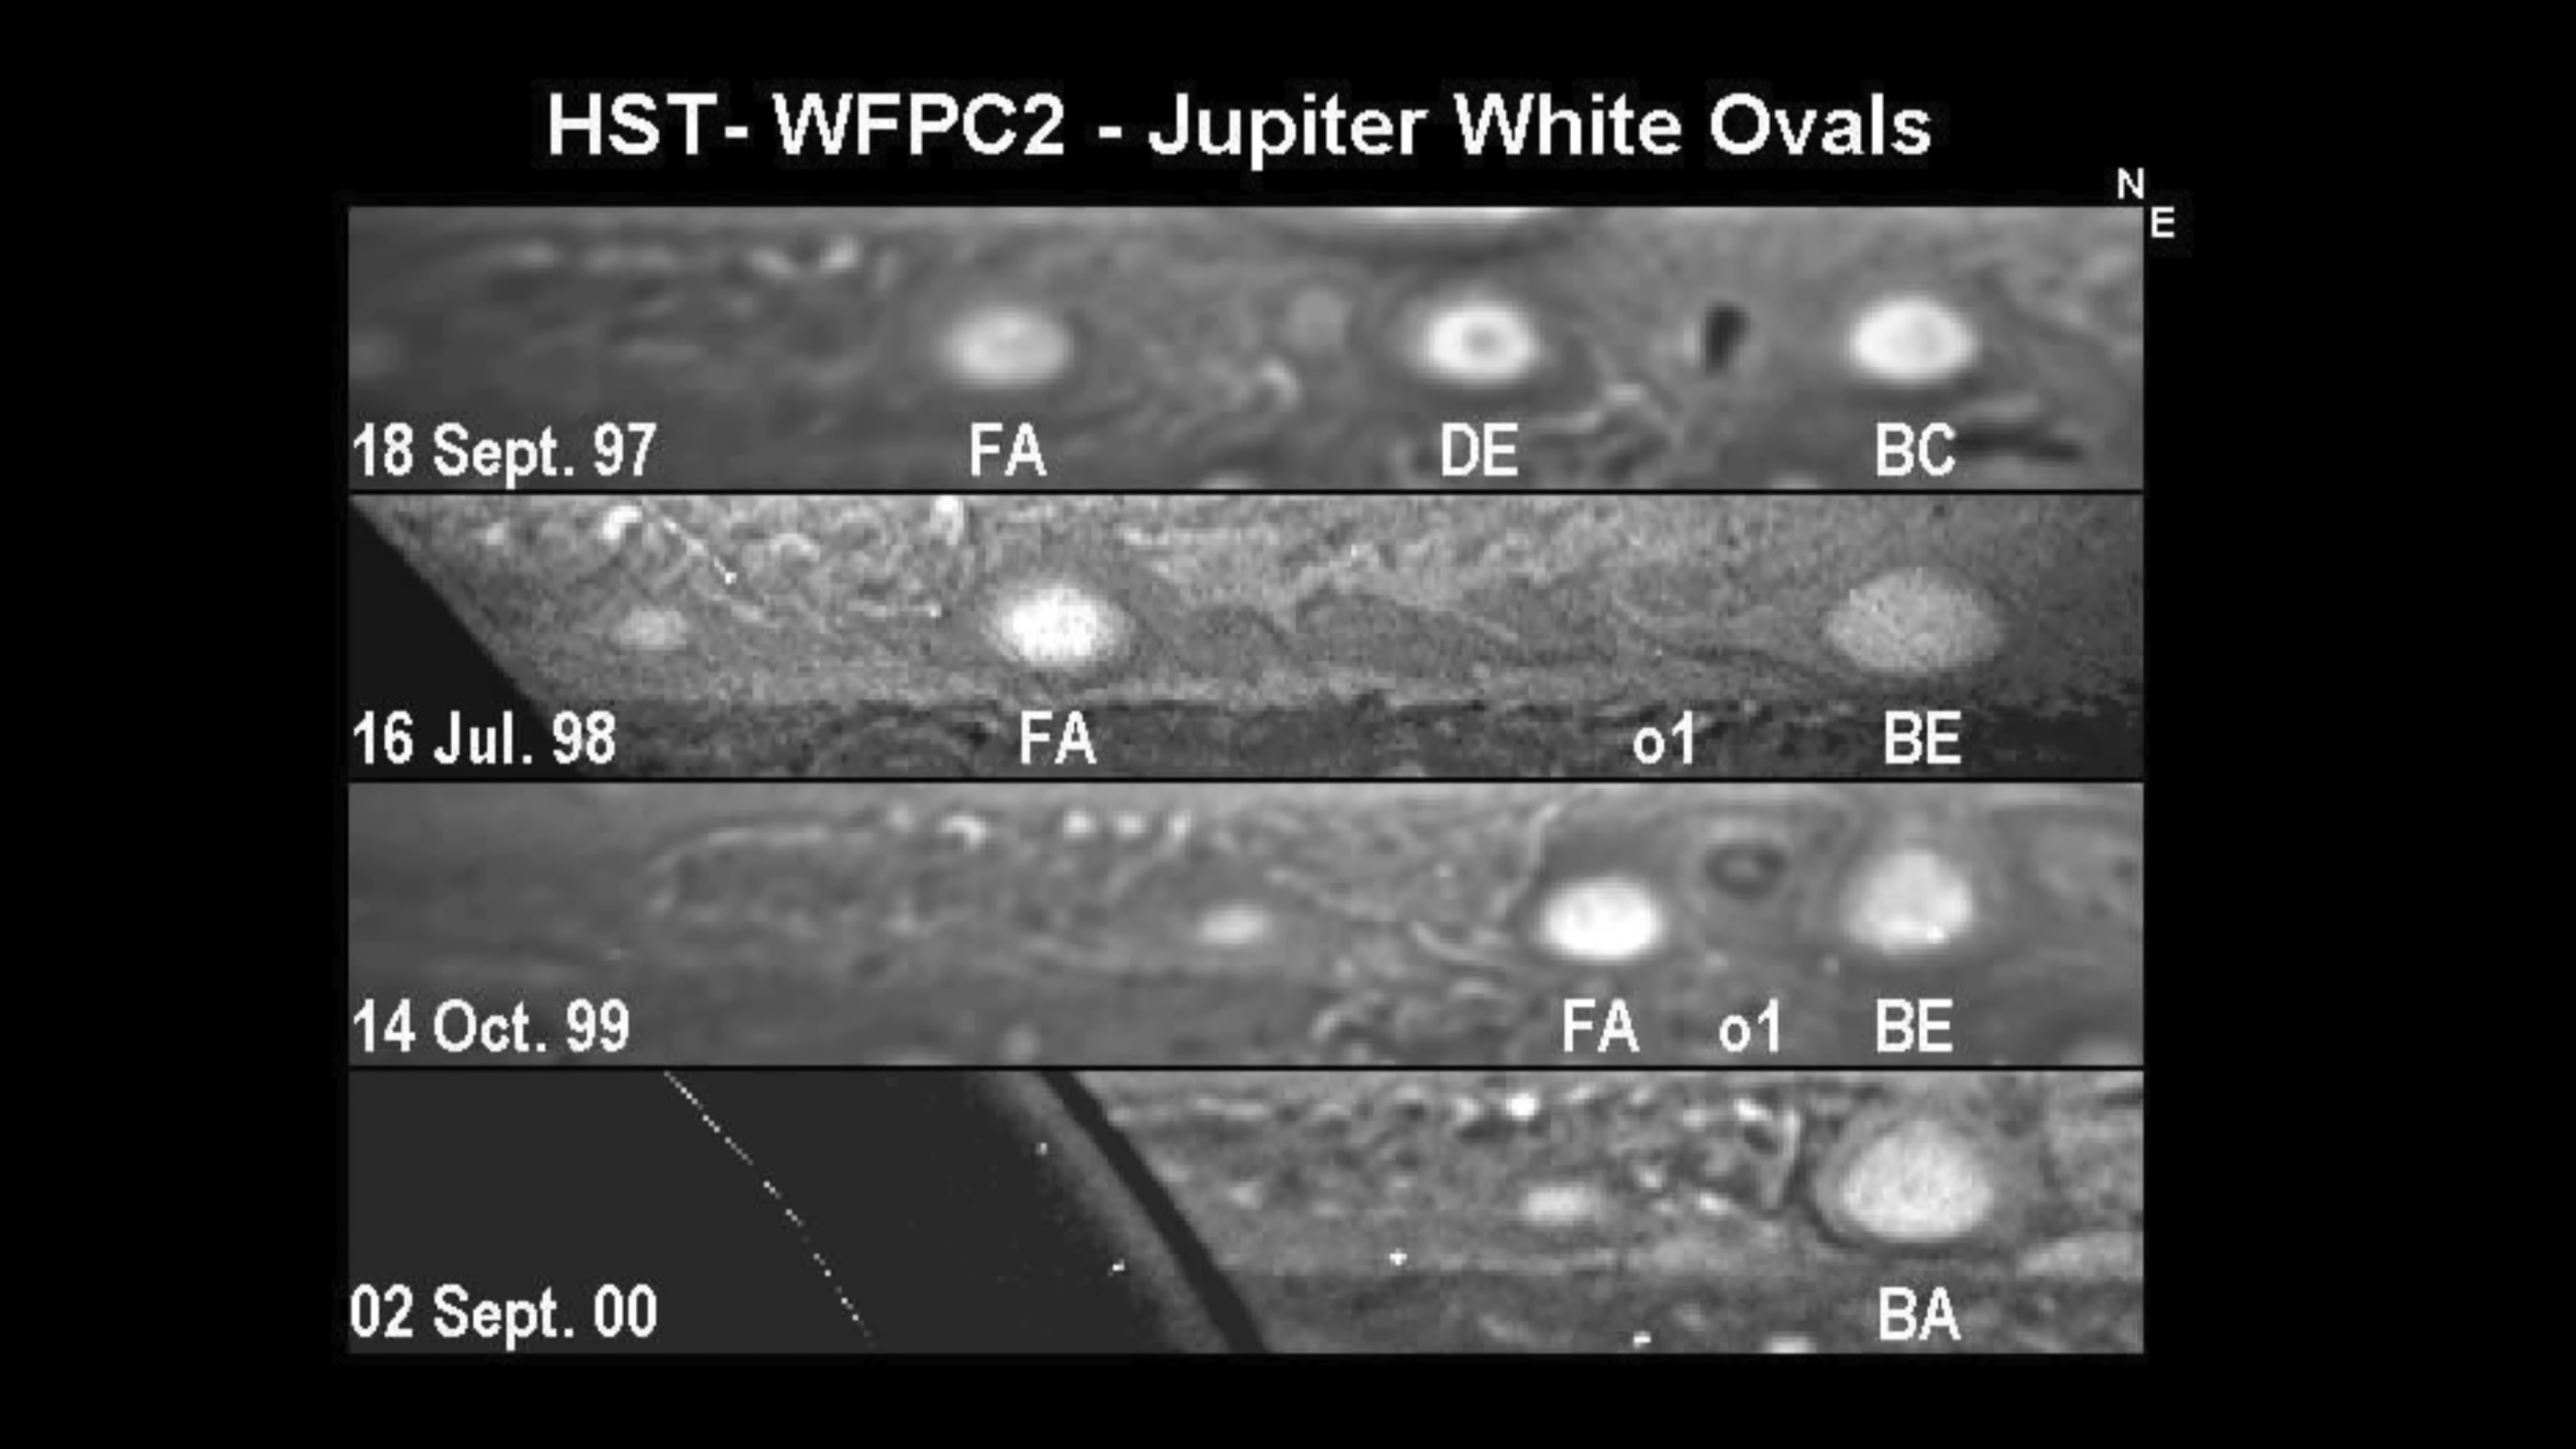 HST- WFPC2 - Jupiter White Ovals
N
E
18 Sept. 97 FA DE BC
16 Jul. 98 FA o1 BE
14 Oct. 99 FA o1 BE
02 Sept. 00 BA